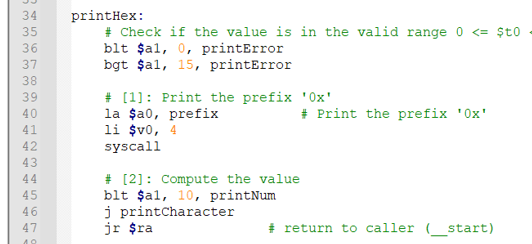 34 printHex:
35 # Check if the value is in the valid range 0 <= $t0
36 blt $a1, 0, printError
37 bgt $a1, 15, printError
38
39 # [1]: Print the prefix '0x'
40 la $a0, prefix # Print the prefix '0x'
41 li $v0, 4
42 syscall
43
44 # [2]: Compute the value
45 blt $a1, 10, printNum
46 j printCharacter
47 jr $ra # return to caller (__start)